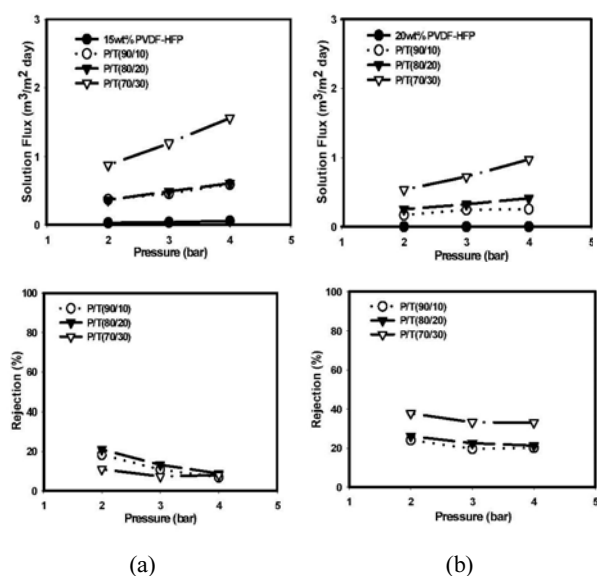 15wt% PVDF-HFP
P/T(90/10)
P/T(80/20)
P/T(70/30)
Solution Flux (m³/m² day)
3
2
1
0
1 2 3 4 5
Pressure (bar)
20wt% PVDF-HFP
P/T(90/10)
P/T(80/20)
P/T(70/30)
Solution Flux (m³/m² day)
3
2
1
0
1 2 3 4 5
Pressure (bar)
P/T(90/10)
P/T(80/20)
P/T(70/30)
Rejection (%)
100
80
60
40
20
0
1 2 3 4 5
Pressure (bar)
P/T(90/10)
P/T(80/20)
P/T(70/30)
Rejection (%)
100
80
60
40
20
0
1 2 3 4 5
Pressure (bar)
(a) (b)